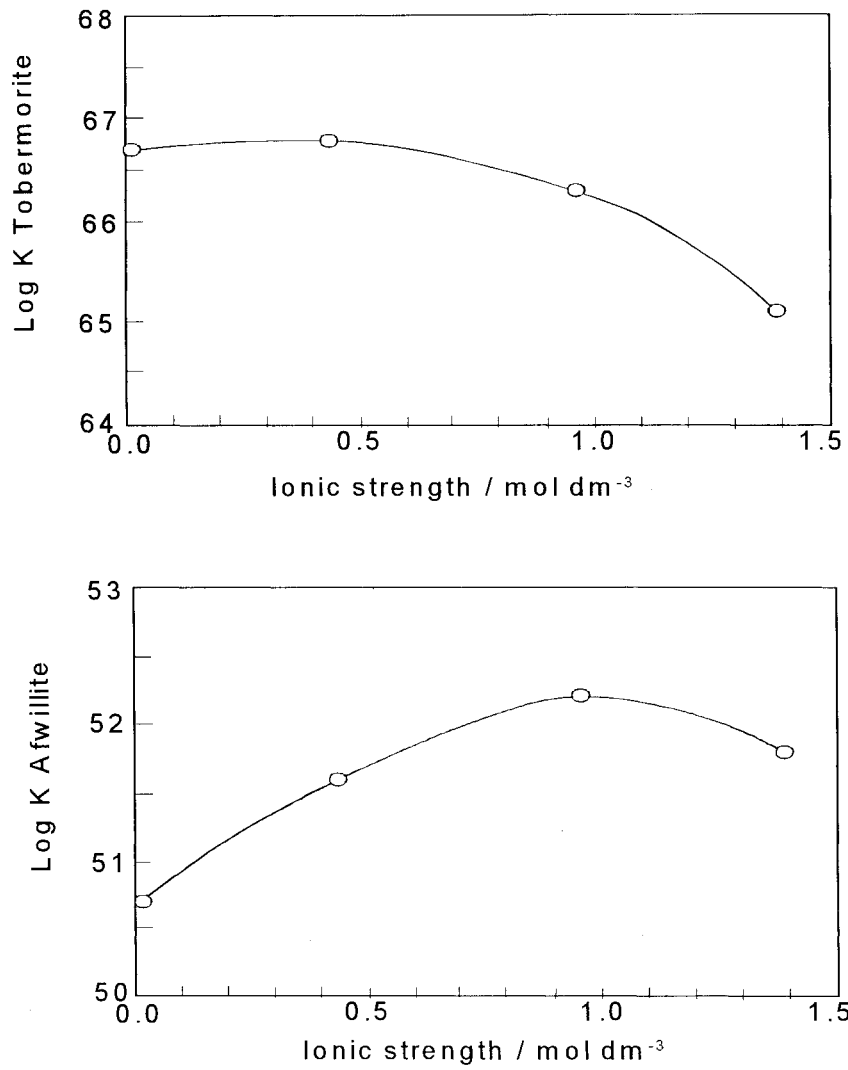 68
67
66
65
64
Log K Tobermorite
0.0 0.5 1.0 1.5
Ionic strength / mol dm⁻³
53
52
51
50
Log K Afwillite
0.0 0.5 1.0 1.5
Ionic strength / mol dm⁻³